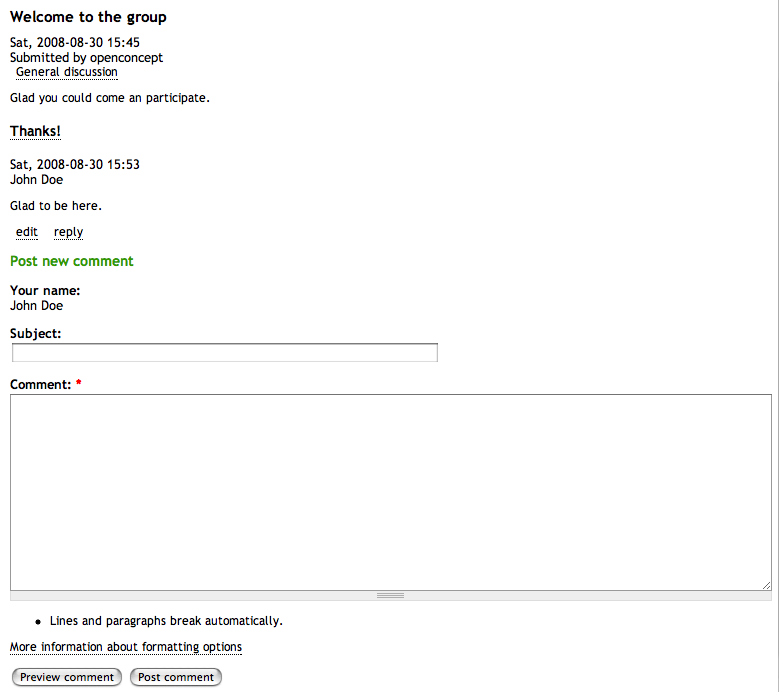 Welcome to the group
Sat, 2008-08-30 15:45
Submitted by openconcept
General discussion
Glad you could come an participate.
Thanks!
Sat, 2008-08-30 15:53
John Doe
Glad to be here.
edit reply
Post new comment
Your name:
John Doe
Subject:
Comment: *
• Lines and paragraphs break automatically.
More information about formatting options
Preview comment Post comment